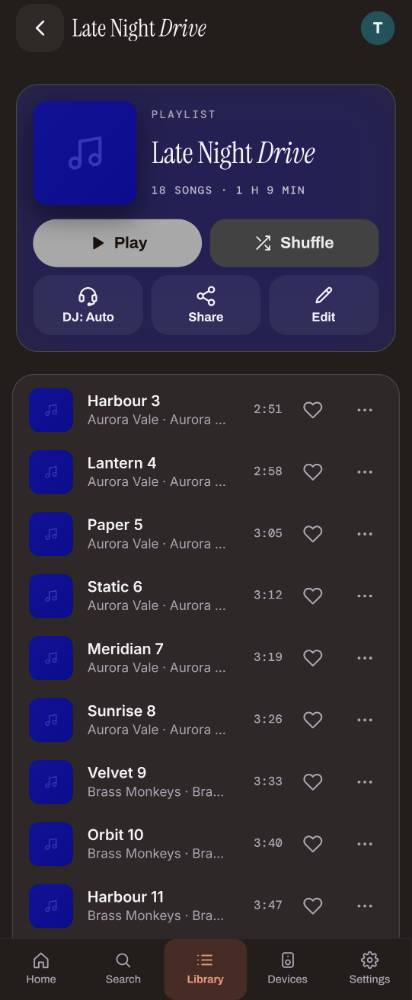 Late Night Drive
T
PLAYLIST
Late Night Drive
18 SONGS · 1 H 9 MIN
Play
Shuffle
DJ: Auto
Share
Edit
Harbour 3
Aurora Vale · Aurora ...
2:51
Lantern 4
Aurora Vale · Aurora ...
2:58
Paper 5
Aurora Vale · Aurora ...
3:05
Static 6
Aurora Vale · Aurora ...
3:12
Meridian 7
Aurora Vale · Aurora ...
3:19
Sunrise 8
Aurora Vale · Aurora ...
3:26
Velvet 9
Brass Monkeys · Bra...
3:33
Orbit 10
Brass Monkeys · Bra...
3:40
Harbour 11
Brass Monkeys · Bra...
3:47
Home
Search
Library
Devices
Settings